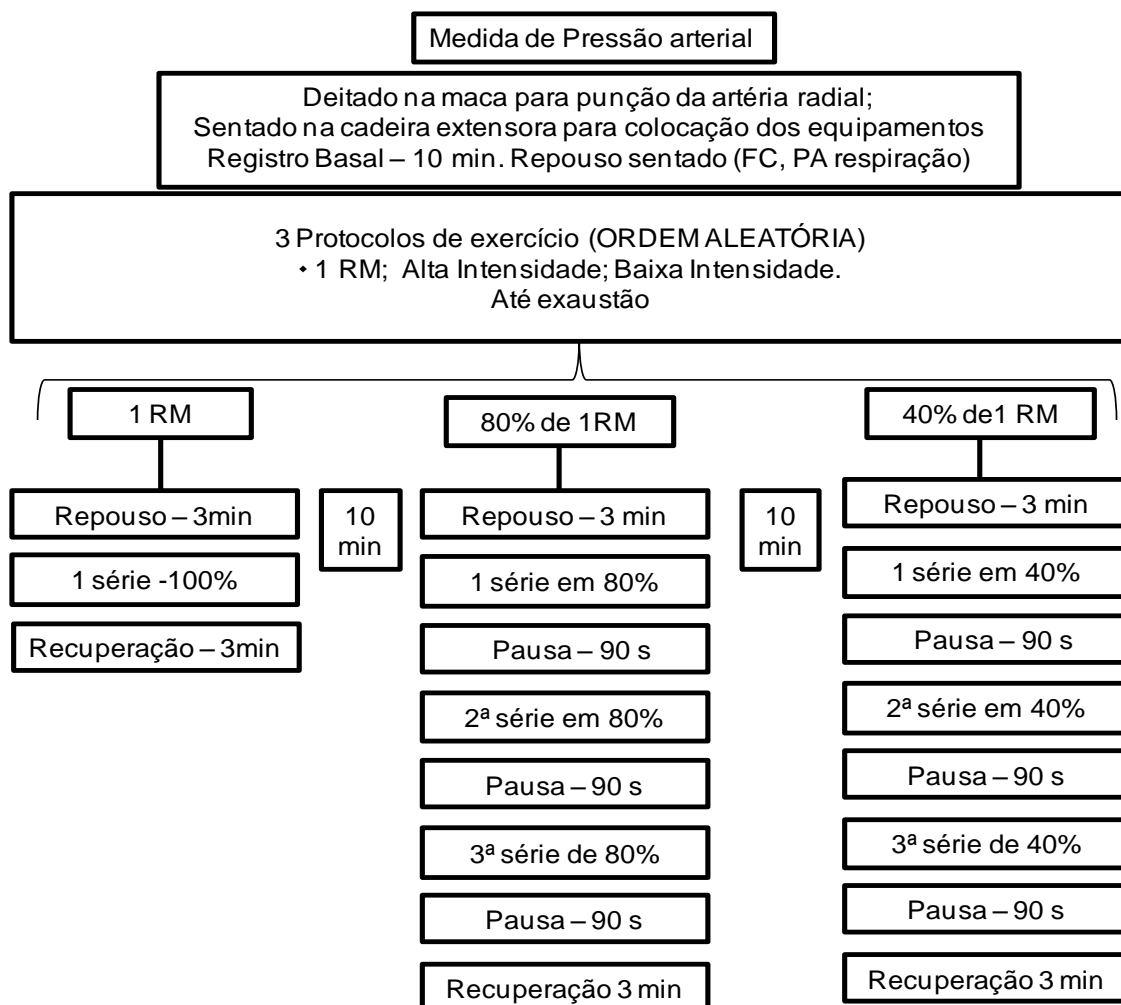 Medida de Pressão arterial
Deitado na maca para punção da artéria radial;
Sentado na cadeira extensora para colocação dos equipamentos
Registro Basal – 10 min. Repouso sentado (FC, PA respiração)
3 Protocolos de exercício (ORDEM ALEATÓRIA)
• 1 RM; Alta Intensidade; Baixa Intensidade.
Até exaustão
1 RM
Repouso – 3min
1 série -100%
Recuperação – 3min
10
min
80% de 1RM
Repouso – 3 min
1 série em 80%
Pausa – 90 s
2ª série em 80%
Pausa – 90 s
3ª série de 80%
Pausa – 90 s
Recuperação 3 min
10
min
40% de1 RM
Repouso – 3 min
1 série em 40%
Pausa – 90 s
2ª série em 40%
Pausa – 90 s
3ª série de 40%
Pausa – 90 s
Recuperação 3 min